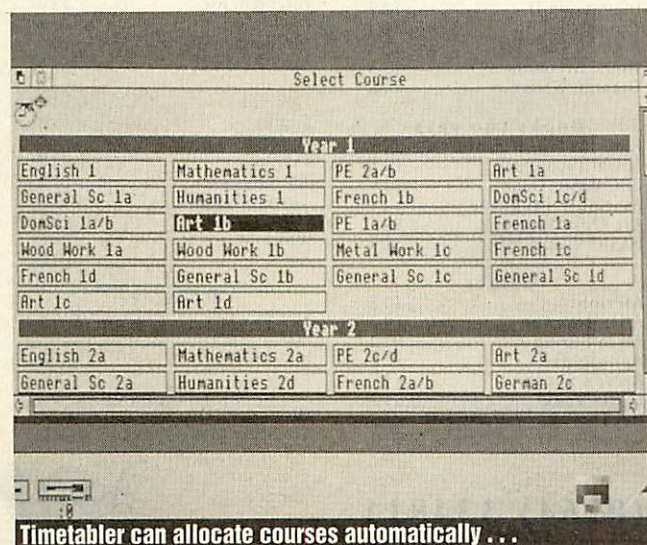 Select Course
Year 1
English 1 Mathematics 1 PE 2a/b Art 1a
General Sc 1a Humanities 1 French 1b DomSci 1c/d
DomSci 1a/b Art 1b PE 1a/b French 1a
Wood Work 1a Wood Work 1b Metal Work 1c French 1c
French 1d General Sc 1b General Sc 1c General Sc 1d
Art 1c Art 1d
Year 2
English 2a Mathematics 2a PE 2c/d Art 2a
General Sc 2a Humanities 2d French 2a/b German 2c
:0
Timetabler can allocate courses automatically . . .